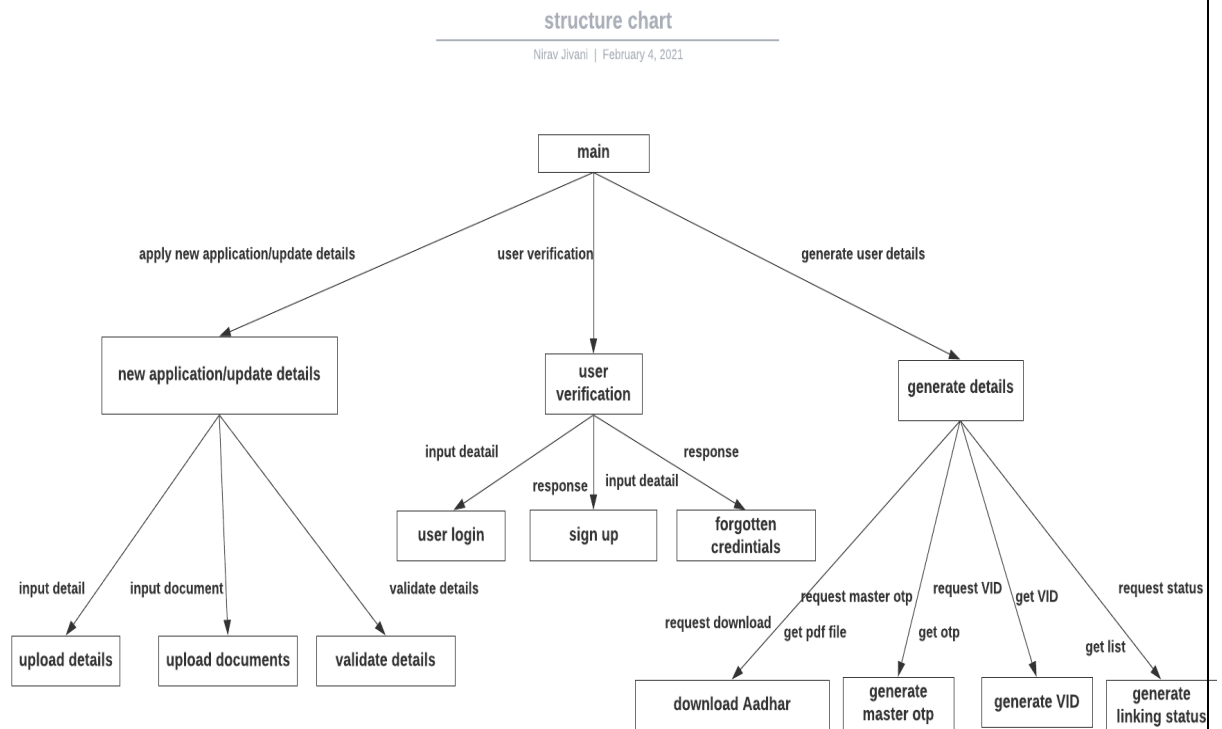 structure chart
Nirav Jivani | February 4, 2021
main
apply new application/update details
user verification
generate user details
new application/update details
user
verification
generate details
input deatail
response
response
input deatail
user login
sign up
forgotten
credintials
input detail
input document
validate details
request master otp
request VID
get VID
request status
request download
get pdf file
get otp
get list
upload details
upload documents
validate details
download Aadhar
generate
master otp
generate VID
generate
linking status